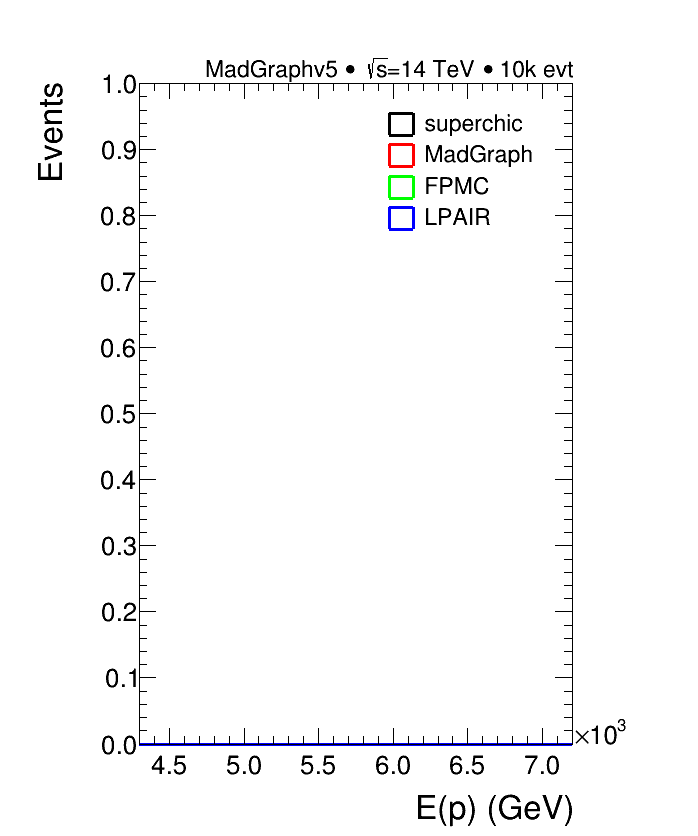 MadGraphv5 • √s=14 TeV • 10k evt
Events
superchic
MadGraph
FPMC
LPAIR
1.0
0.9
0.8
0.7
0.6
0.5
0.4
0.3
0.2
0.1
0.0
4.5 5.0 5.5 6.0 6.5 7.0
×10³
E(p) (GeV)